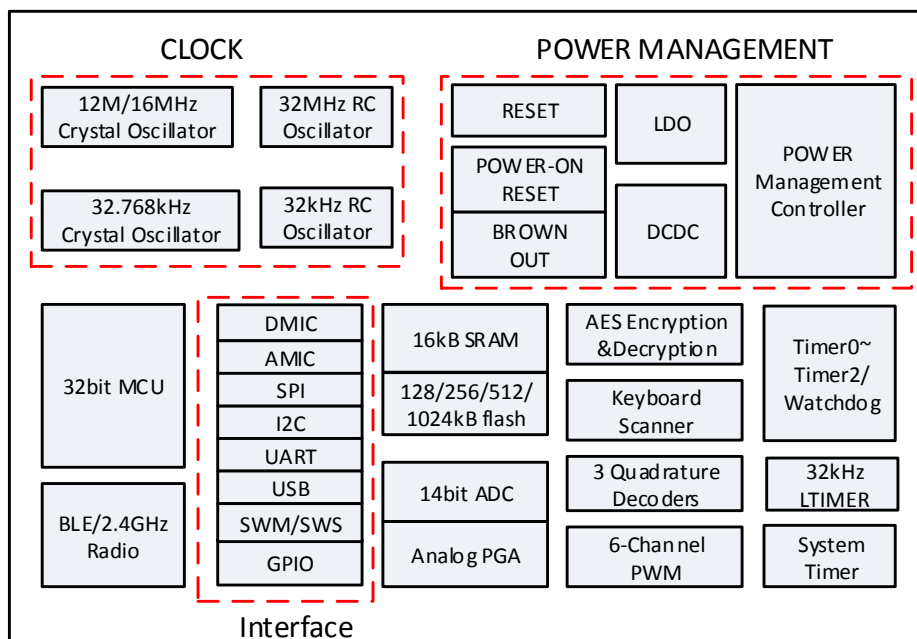 CLOCK
12M/16MHz
Crystal Oscillator
32MHz RC
Oscillator
32.768kHz
Crystal Oscillator
32kHz RC
Oscillator
POWER MANAGEMENT
RESET
POWER-ON
RESET
BROWN
OUT
LDO
DCDC
POWER
Management
Controller
32bit MCU
BLE/2.4GHz
Radio
DMIC
AMIC
SPI
I2C
UART
USB
SWM/SWS
GPIO
Interface
16kB SRAM
128/256/512/
1024kB flash
14bit ADC
Analog PGA
AES Encryption
&Decryption
Keyboard
Scanner
3 Quadrature
Decoders
6-Channel
PWM
Timer0~
Timer2/
Watchdog
32kHz
LTIMER
System
Timer